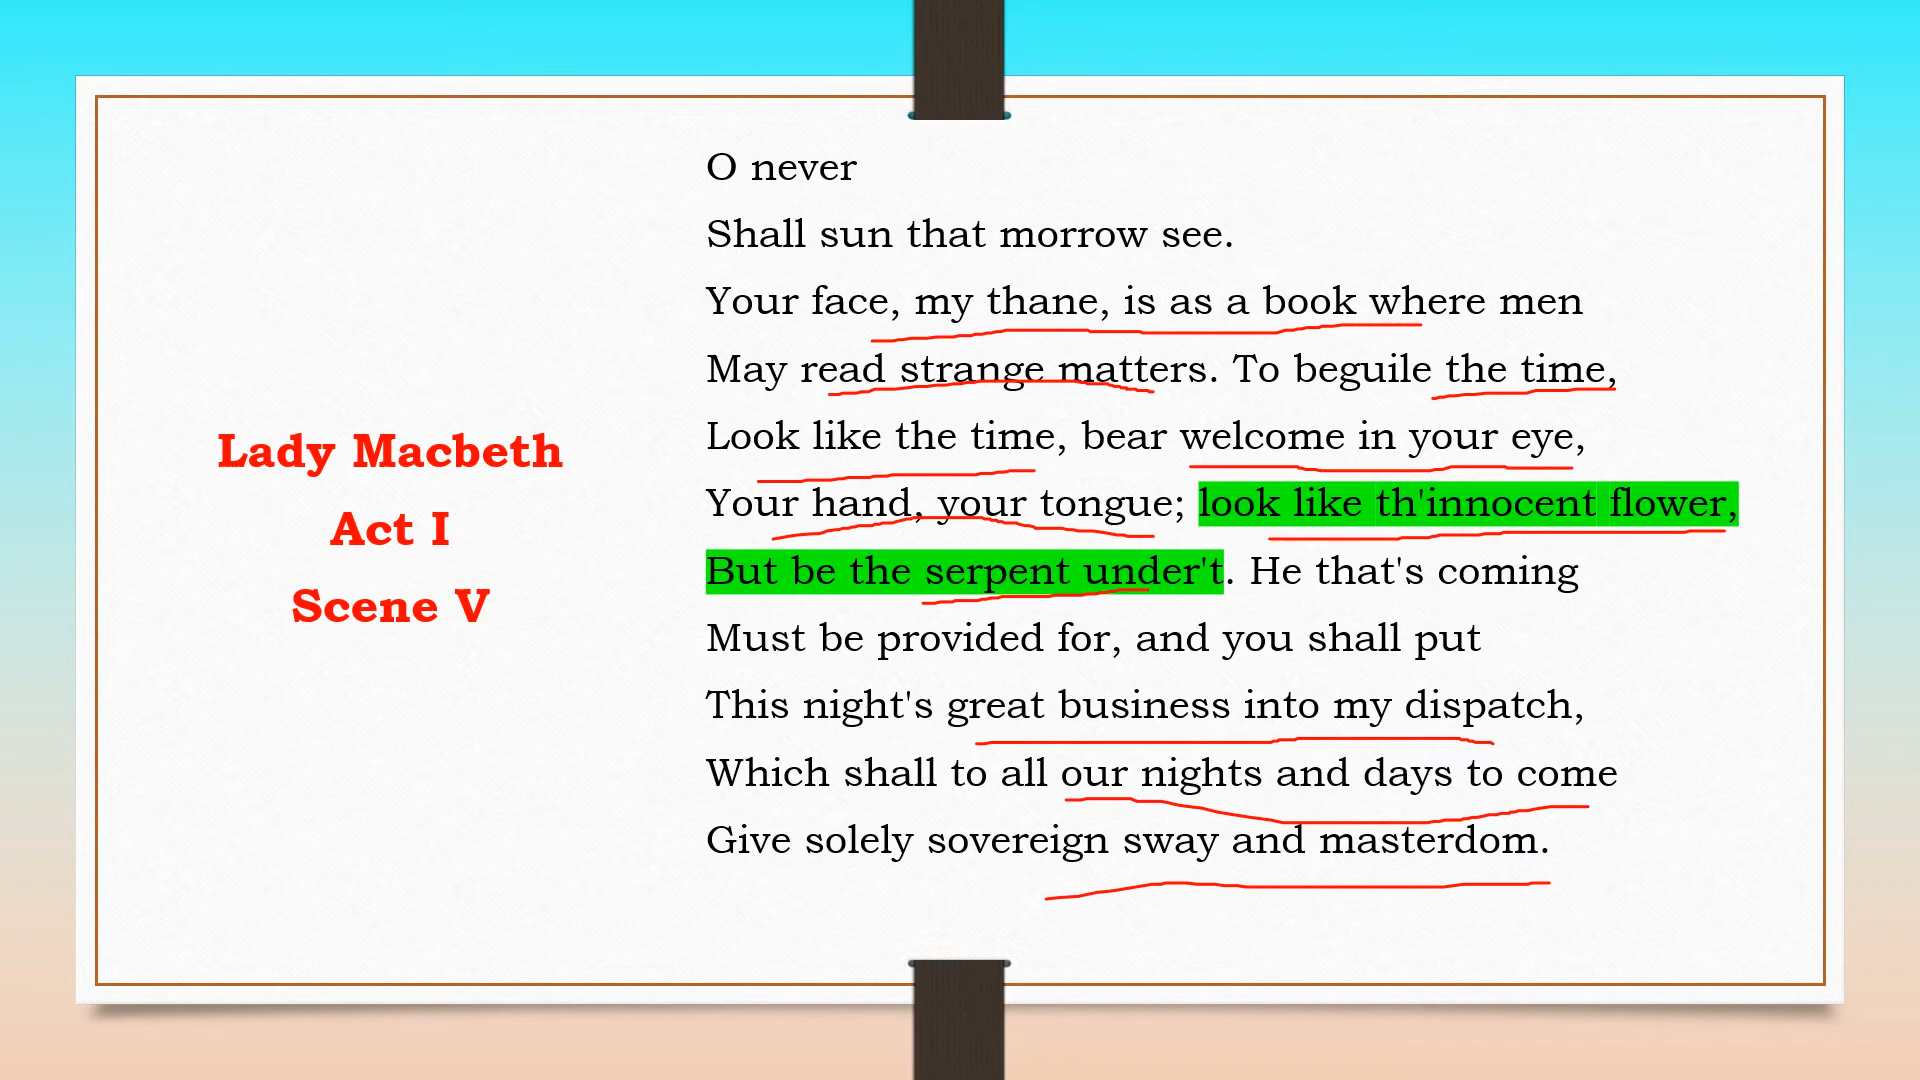 Lady Macbeth
Act I
Scene V
O never
Shall sun that morrow see.
Your face, my thane, is as a book where men
May read strange matters. To beguile the time,
Look like the time, bear welcome in your eye,
Your hand, your tongue; look like th'innocent flower,
But be the serpent under't. He that's coming
Must be provided for, and you shall put
This night's great business into my dispatch,
Which shall to all our nights and days to come
Give solely sovereign sway and masterdom.